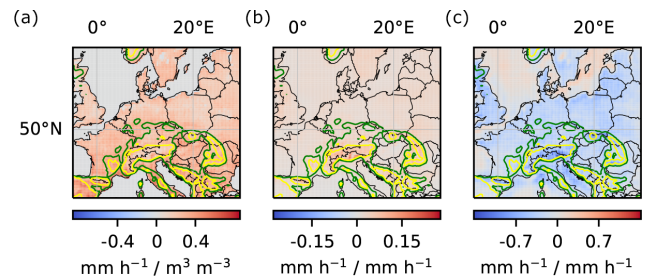 (a) 0° 20°E (b) 0° 20°E (c) 0° 20°E
50°N
-0.4 0 0.4 -0.15 0 0.15 -0.7 0 0.7
mm h⁻¹ / m³ m⁻³ mm h⁻¹ / mm h⁻¹ mm h⁻¹ / mm h⁻¹